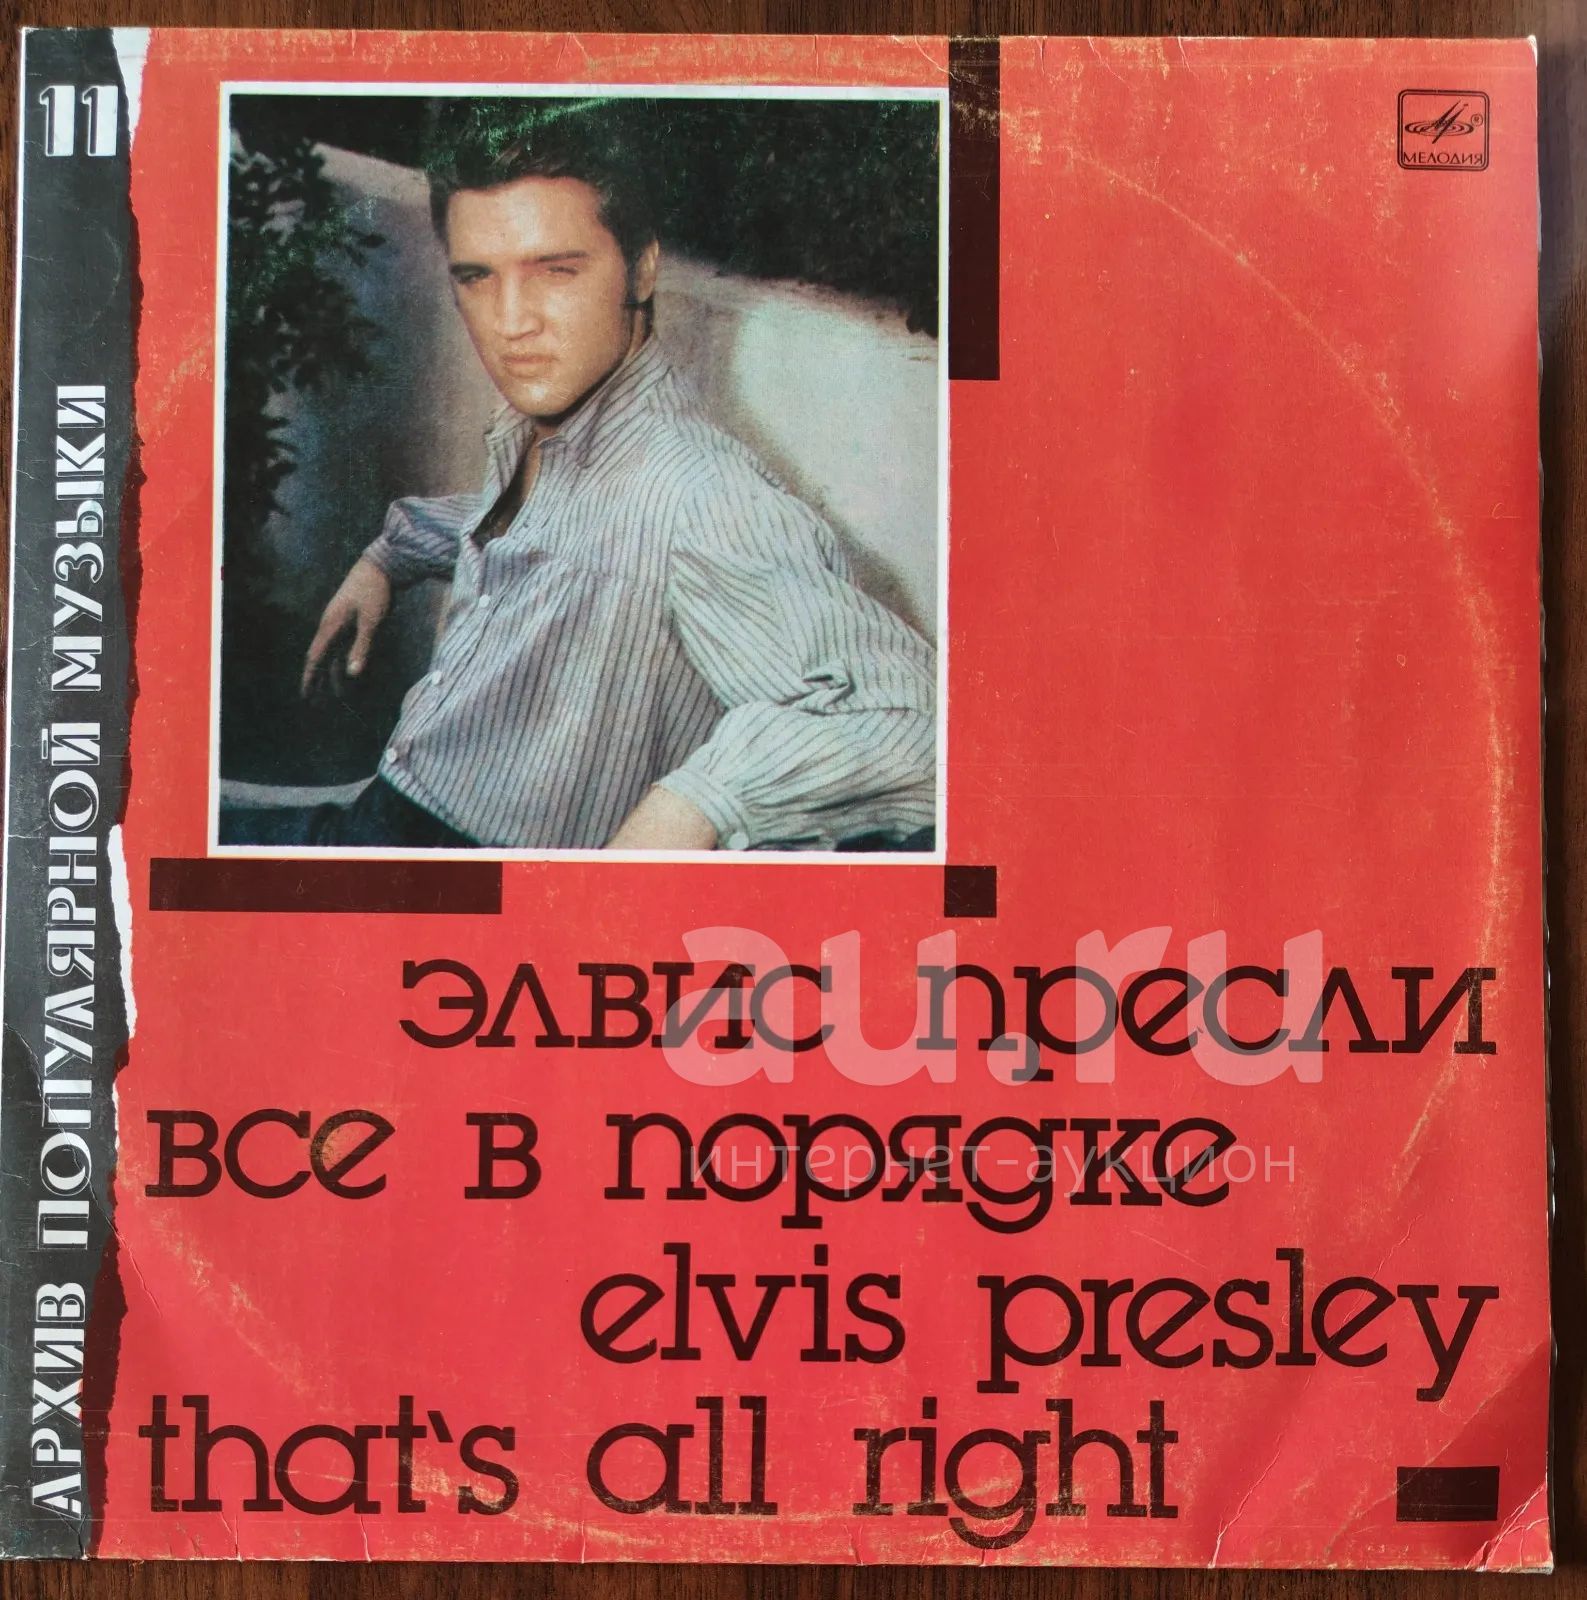 11
АРХИВ ПОПУЛЯРНОЙ МУЗЫКИ
МЕЛОДИЯ
®
элвис пресли
все в порядке
elvis presley
that's all right
au.ru
интернет-аукцион